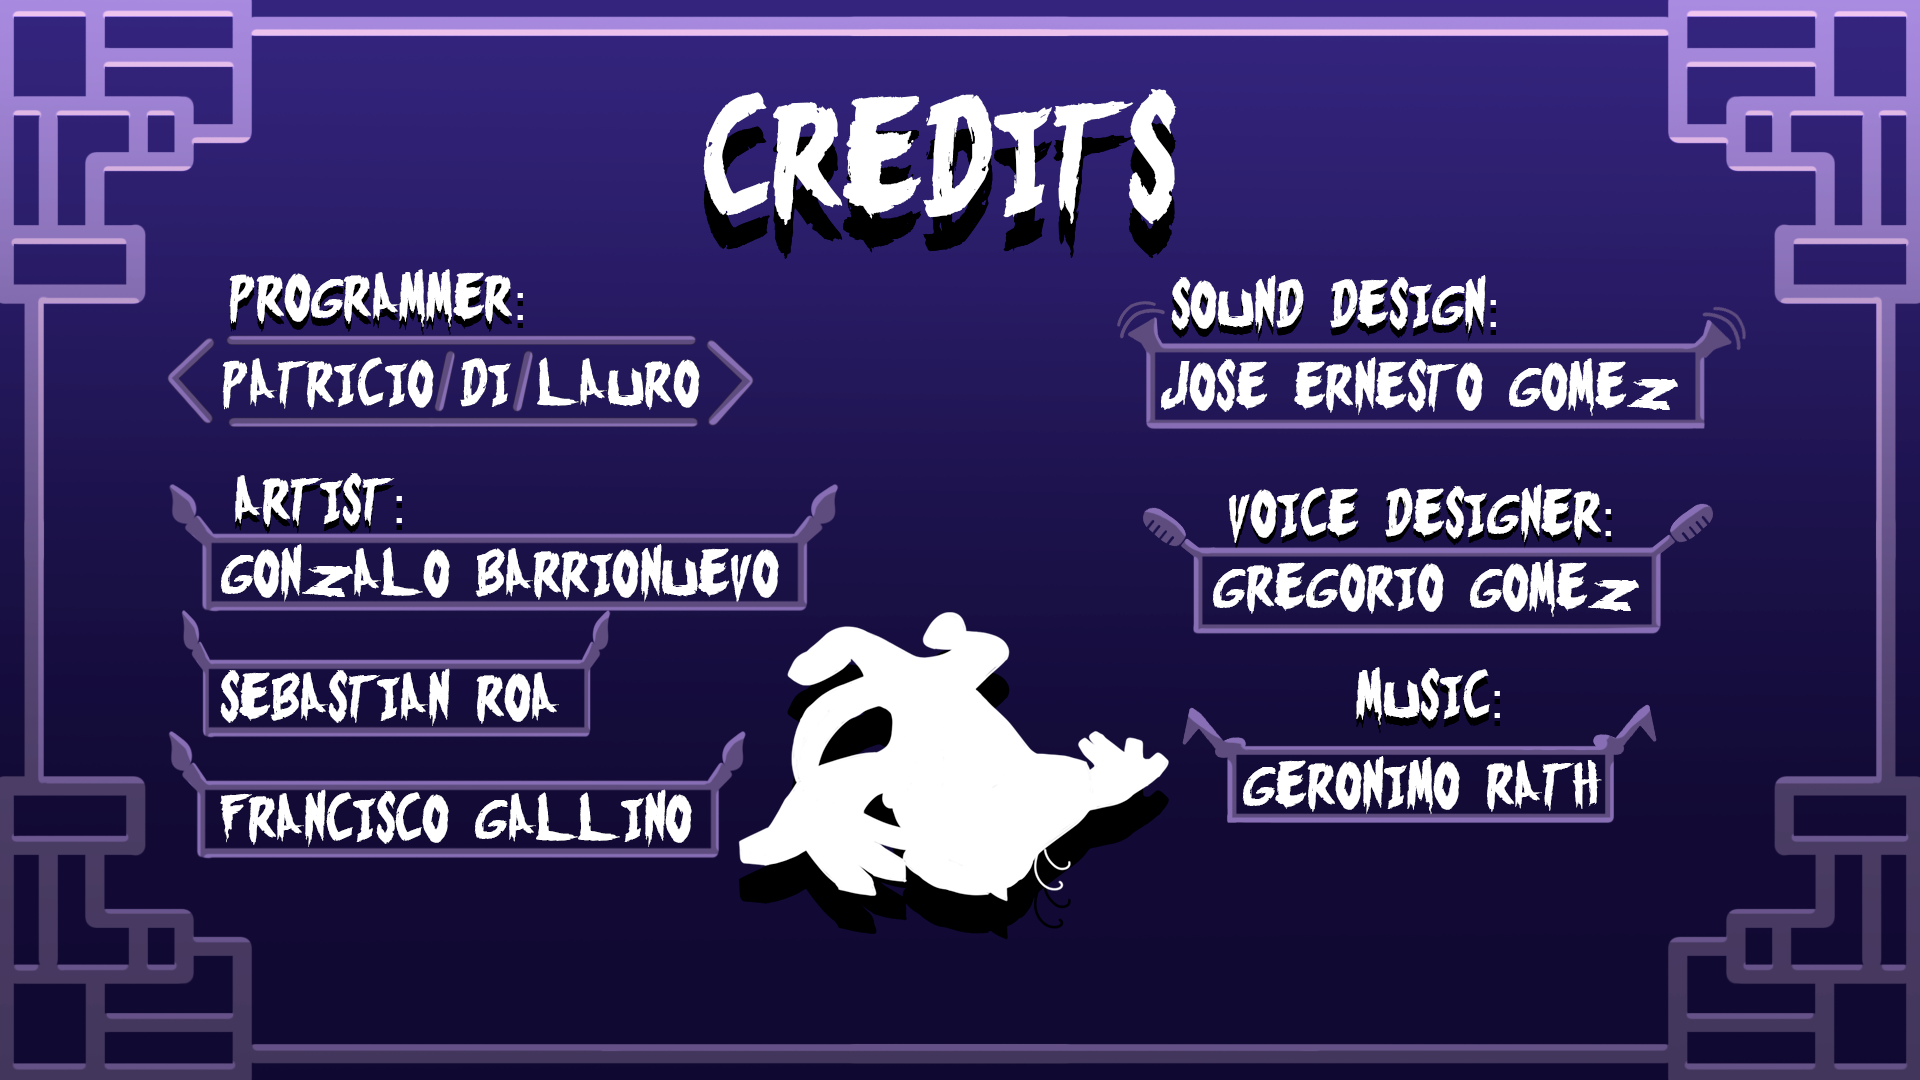 CREDITS
PROGRAMMER:
PATRICIO/DI/LAURO
ARTIST:
GONZALO BARRIONUEVO
SEBASTIAN ROA
FRANCISCO GALLINO
SOUND DESIGN:
JOSE ERNESTO GOMEZ
VOICE DESIGNER:
GREGORIO GOMEZ
MUSIC:
GERONIMO RATH